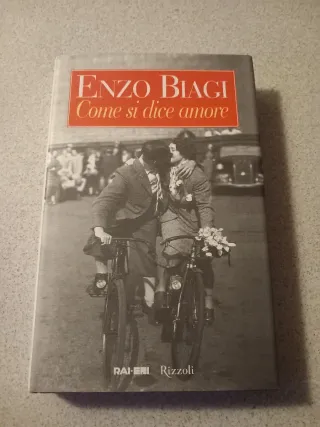 ENZO BIAGI
Come si dice amore
RAI-ERI Rizzoli